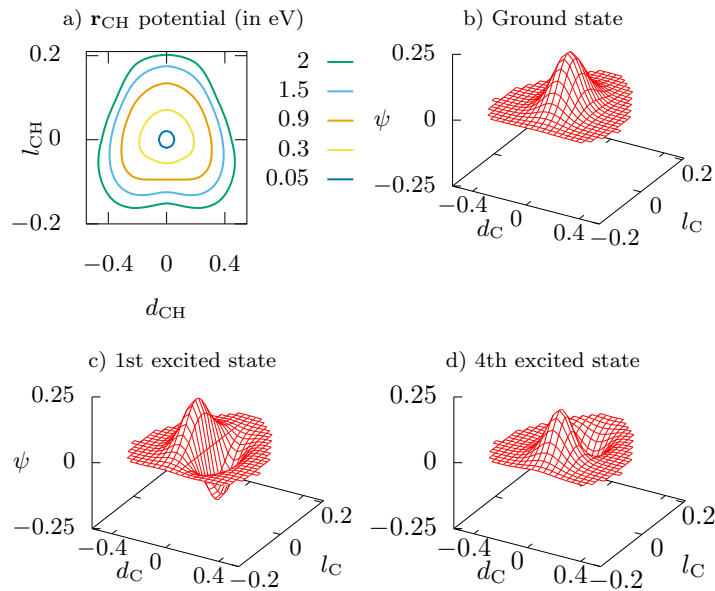 a) r_CH potential (in eV)
0.2
0
−0.2
l_CH
−0.4 0 0.4
d_CH
2
1.5
0.9
0.3
0.05
b) Ground state
0.25
0
−0.25
ψ
−0.4 0 0.4
d_C
−0.2 0 0.2
l_C
c) 1st excited state
0.25
0
−0.25
ψ
−0.4 0 0.4
d_C
−0.2 0 0.2
l_C
d) 4th excited state
0.25
0
−0.25
−0.4 0 0.4
d_C
−0.2 0 0.2
l_C